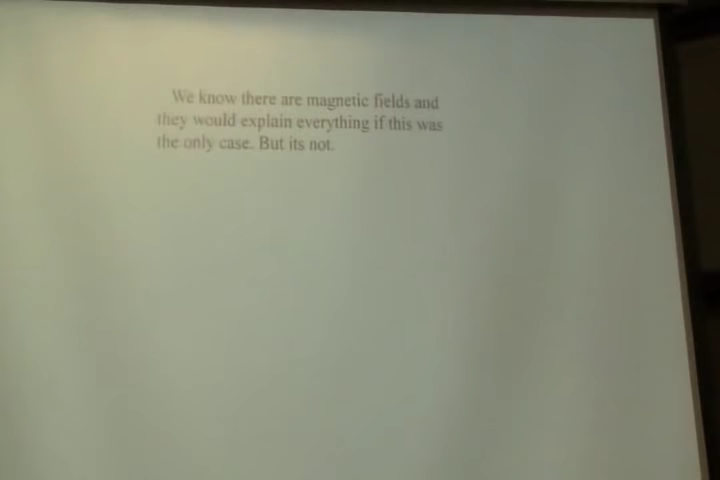 We know there are magnetic fields and
they would explain everything if this was
the only case. But its not.